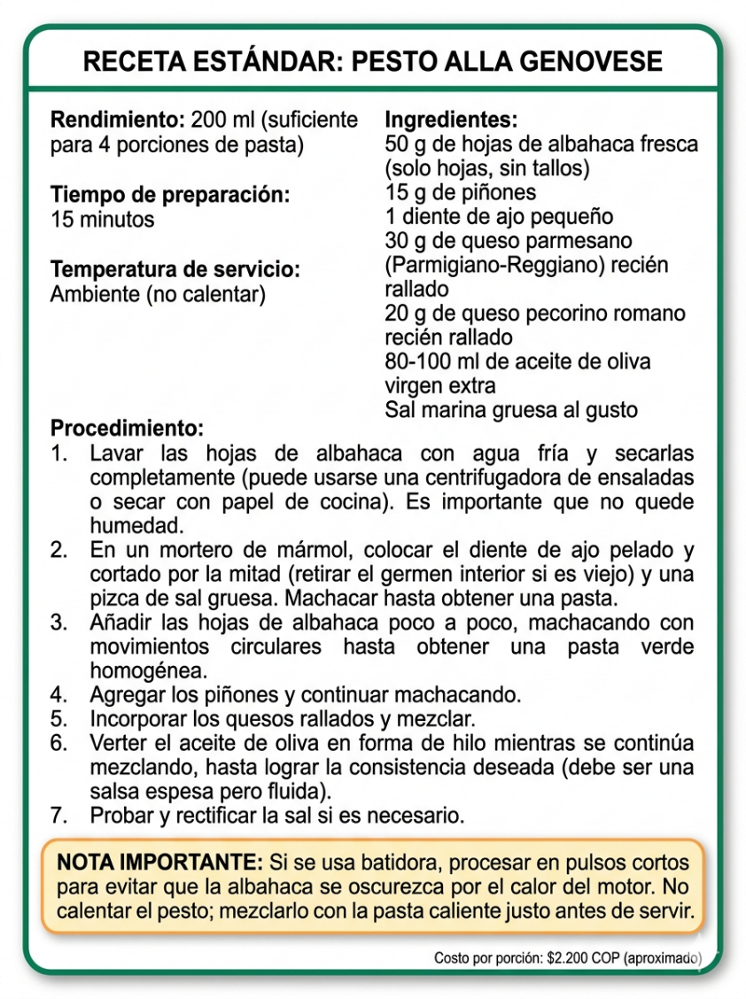 RECETA ESTÁNDAR: PESTO ALLA GENOVESE
Rendimiento: 200 ml (suficiente
para 4 porciones de pasta)
Tiempo de preparación:
15 minutos
Temperatura de servicio:
Ambiente (no calentar)
Ingredientes:
50 g de hojas de albahaca fresca
(solo hojas, sin tallos)
15 g de piñones
1 diente de ajo pequeño
30 g de queso parmesano
(Parmigiano-Reggiano) recién
rallado
20 g de queso pecorino romano
recién rallado
80-100 ml de aceite de oliva
virgen extra
Sal marina gruesa al gusto
Procedimiento:
1. Lavar las hojas de albahaca con agua fría y secarlas
completamente (puede usarse una centrifugadora de ensaladas
o secar con papel de cocina). Es importante que no quede
humedad.
2. En un mortero de mármol, colocar el diente de ajo pelado y
cortado por la mitad (retirar el germen interior si es viejo) y una
pizca de sal gruesa. Machacar hasta obtener una pasta.
3. Añadir las hojas de albahaca poco a poco, machacando con
movimientos circulares hasta obtener una pasta verde
homogénea.
4. Agregar los piñones y continuar machacando.
5. Incorporar los quesos rallados y mezclar.
6. Verter el aceite de oliva en forma de hilo mientras se continúa
mezclando, hasta lograr la consistencia deseada (debe ser una
salsa espesa pero fluida).
7. Probar y rectificar la sal si es necesario.
NOTA IMPORTANTE: Si se usa batidora, procesar en pulsos cortos
para evitar que la albahaca se oscurezca por el calor del motor. No
calentar el pesto; mezclarlo con la pasta caliente justo antes de servir.
Costo por porción: $2.200 COP (aproximado)